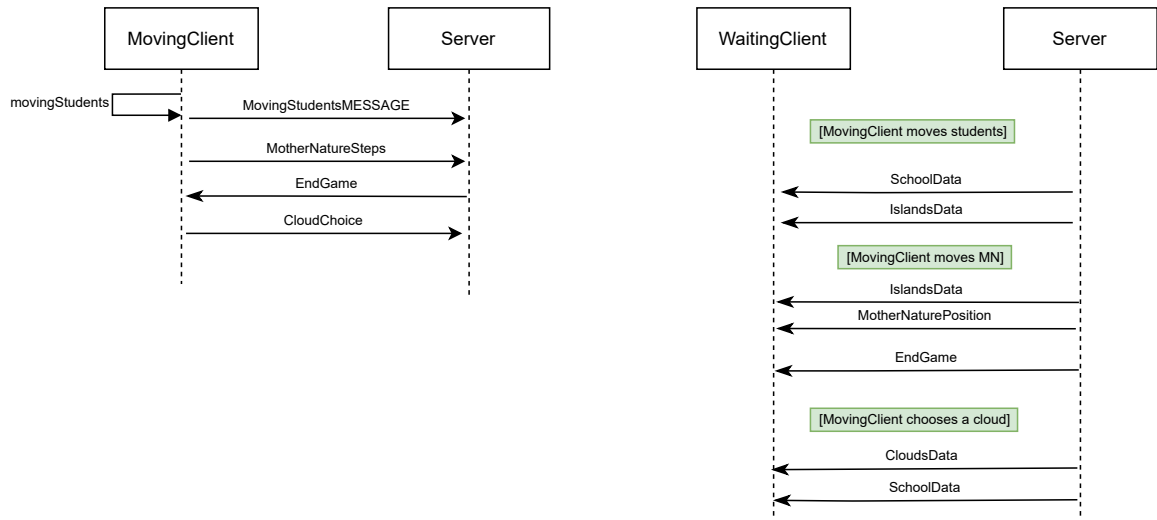 MovingClient
Server
movingStudents
MovingStudentsMESSAGE
MotherNatureSteps
EndGame
CloudChoice
WaitingClient
Server
[MovingClient moves students]
SchoolData
IslandsData
[MovingClient moves MN]
IslandsData
MotherNaturePosition
EndGame
[MovingClient chooses a cloud]
CloudsData
SchoolData